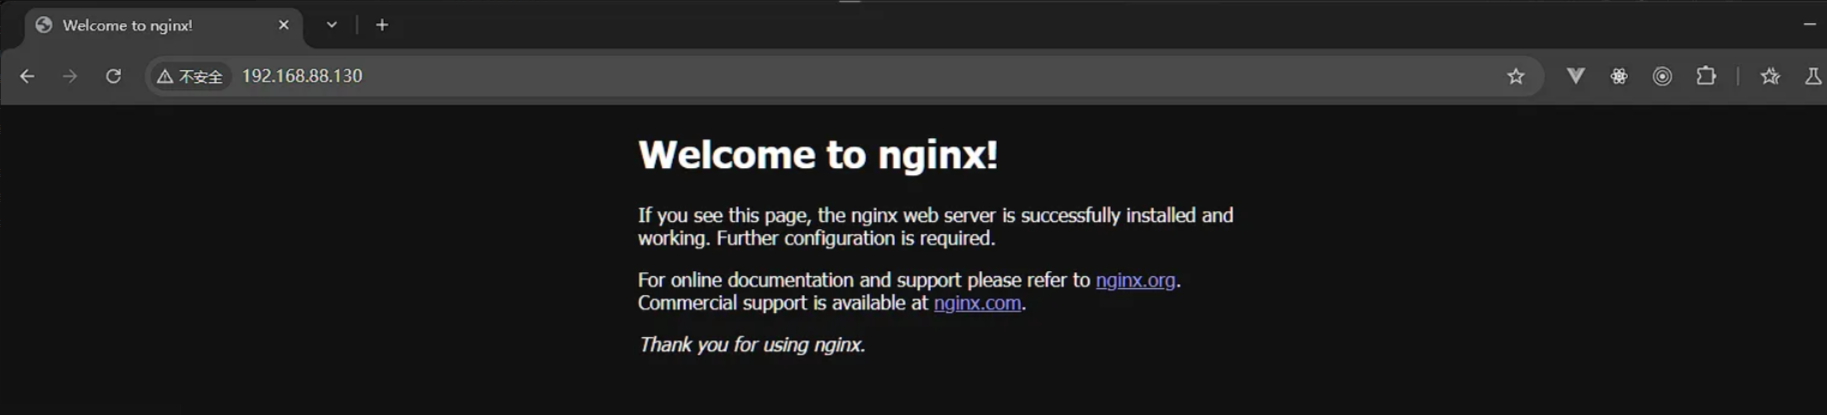 Welcome to nginx!
不安全 192.168.88.130
Welcome to nginx!
If you see this page, the nginx web server is successfully installed and
working. Further configuration is required.
For online documentation and support please refer to nginx.org.
Commercial support is available at nginx.com.
Thank you for using nginx.